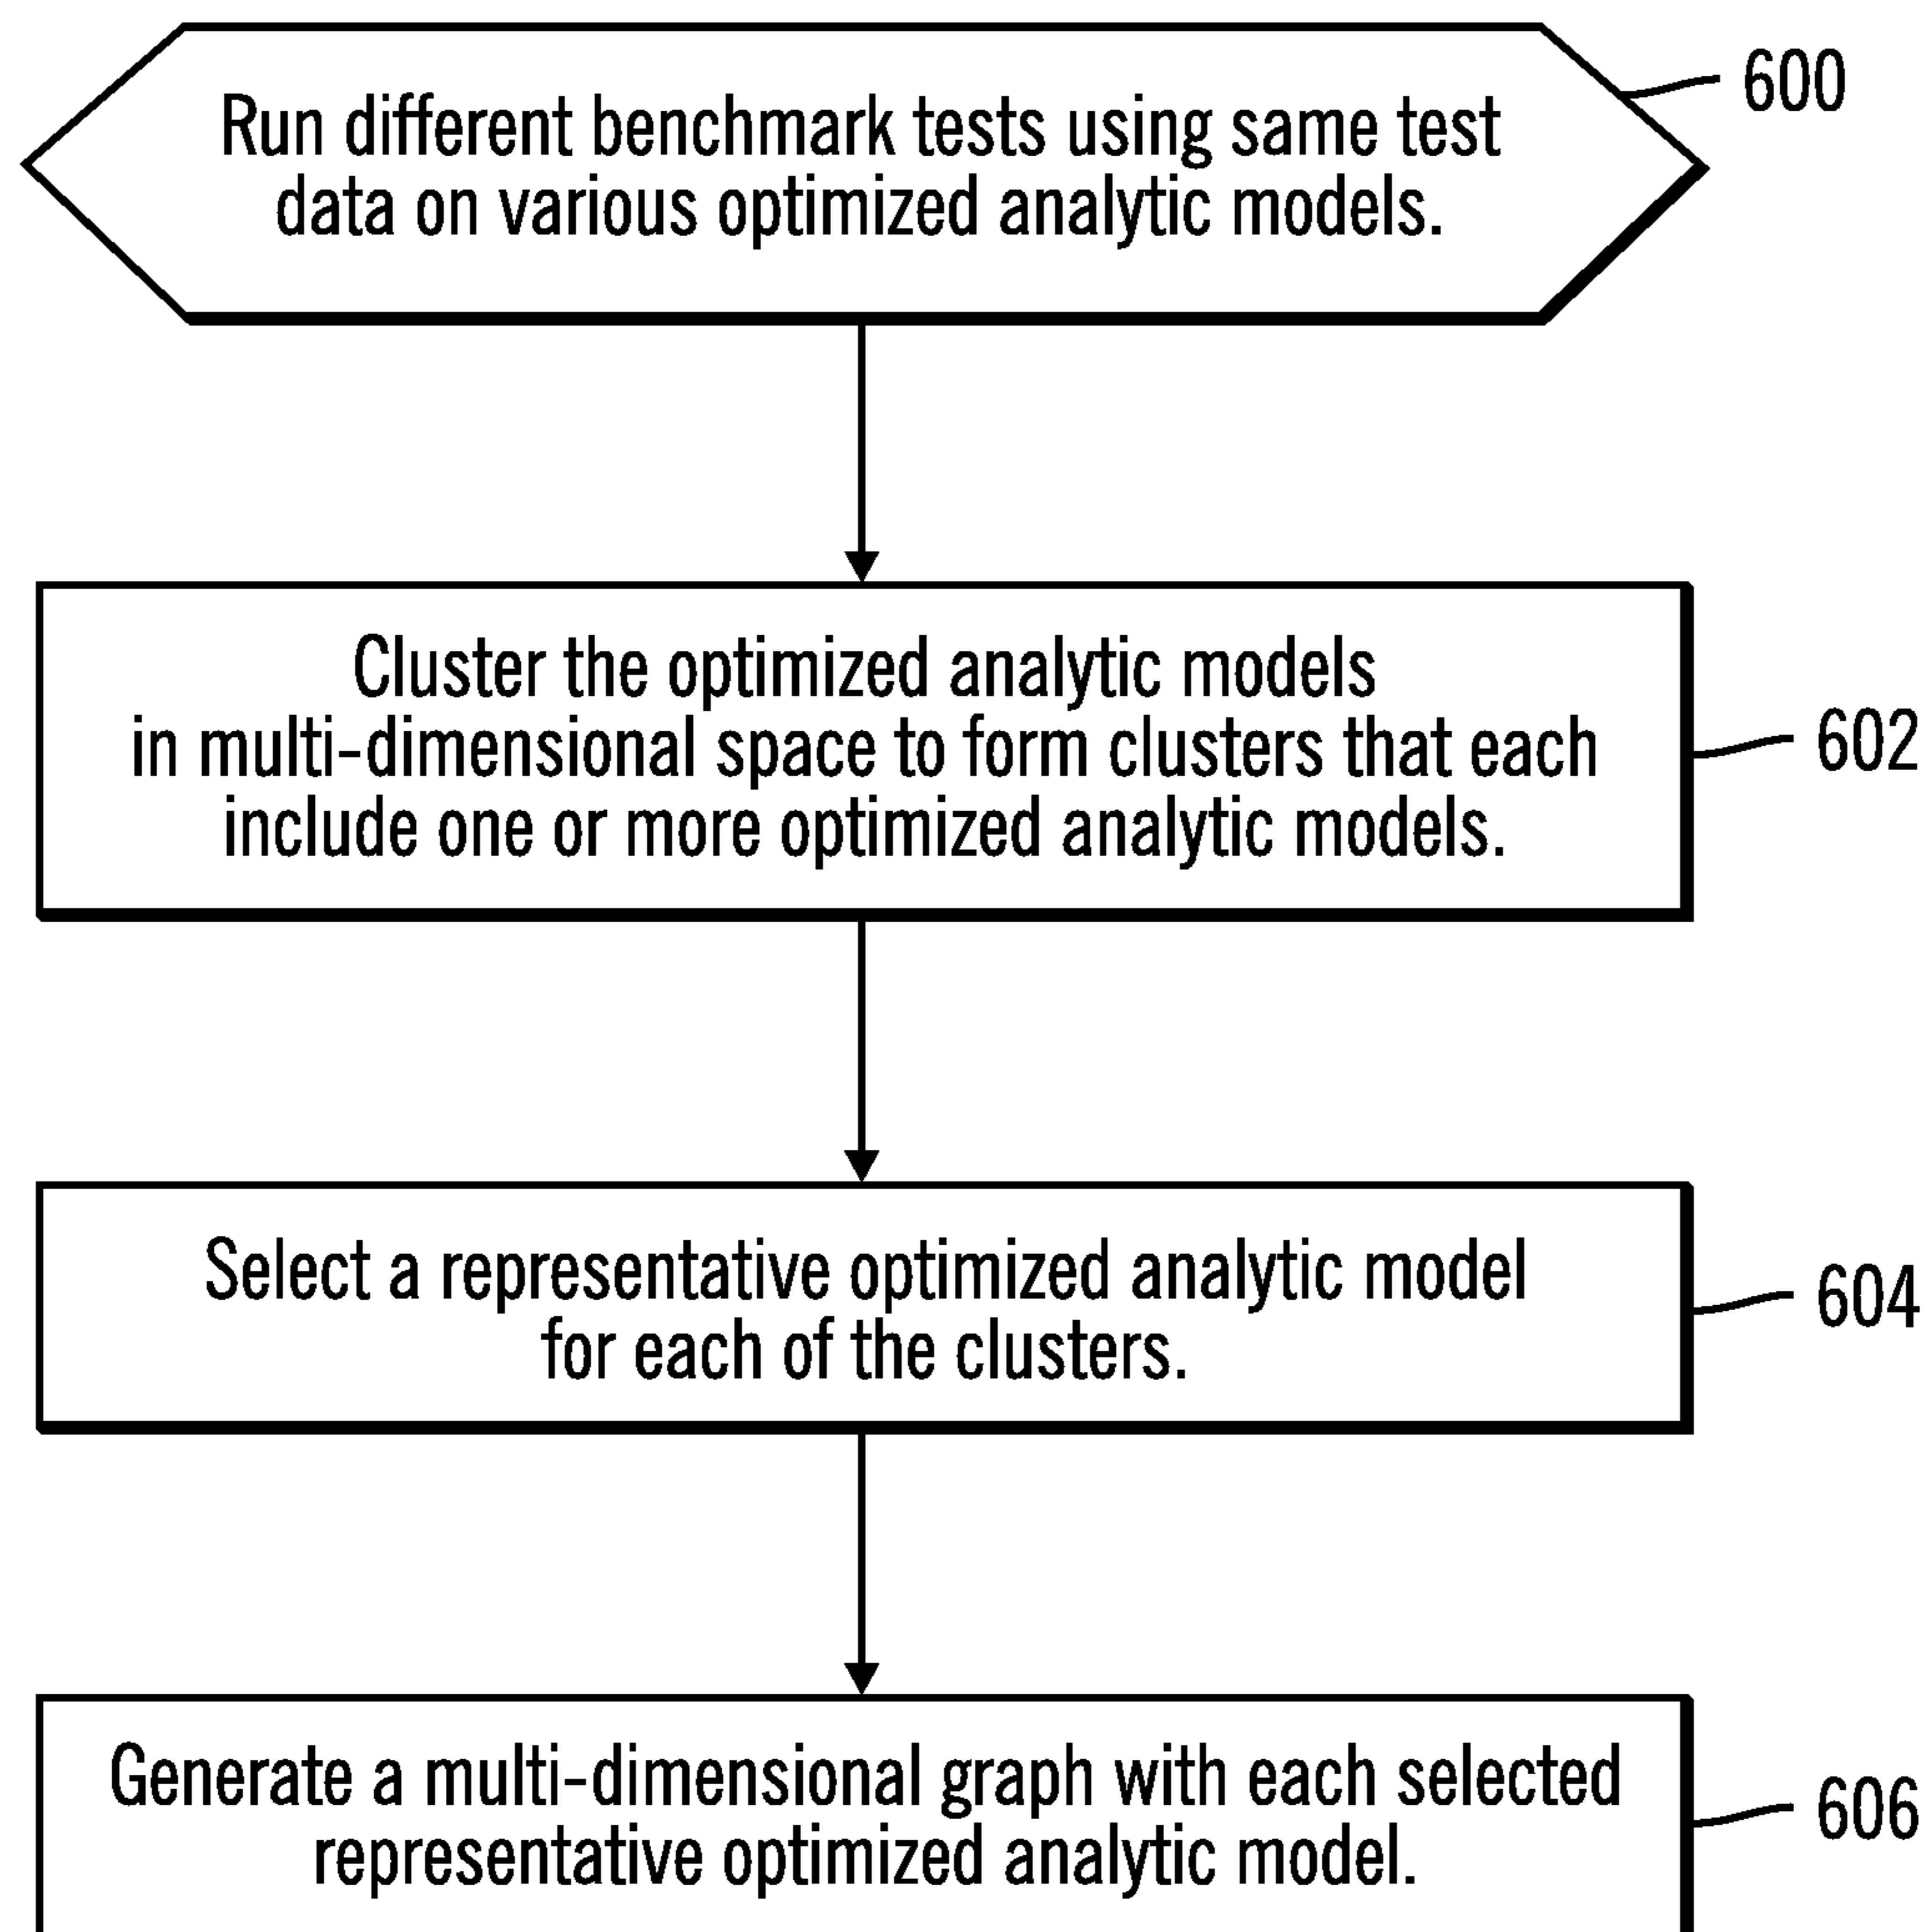 Run different benchmark tests using same test
data on various optimized analytic models.
600
Cluster the optimized analytic models
in multi-dimensional space to form clusters that each
include one or more optimized analytic models.
602
Select a representative optimized analytic model
for each of the clusters.
604
Generate a multi-dimensional graph with each selected
representative optimized analytic model.
606